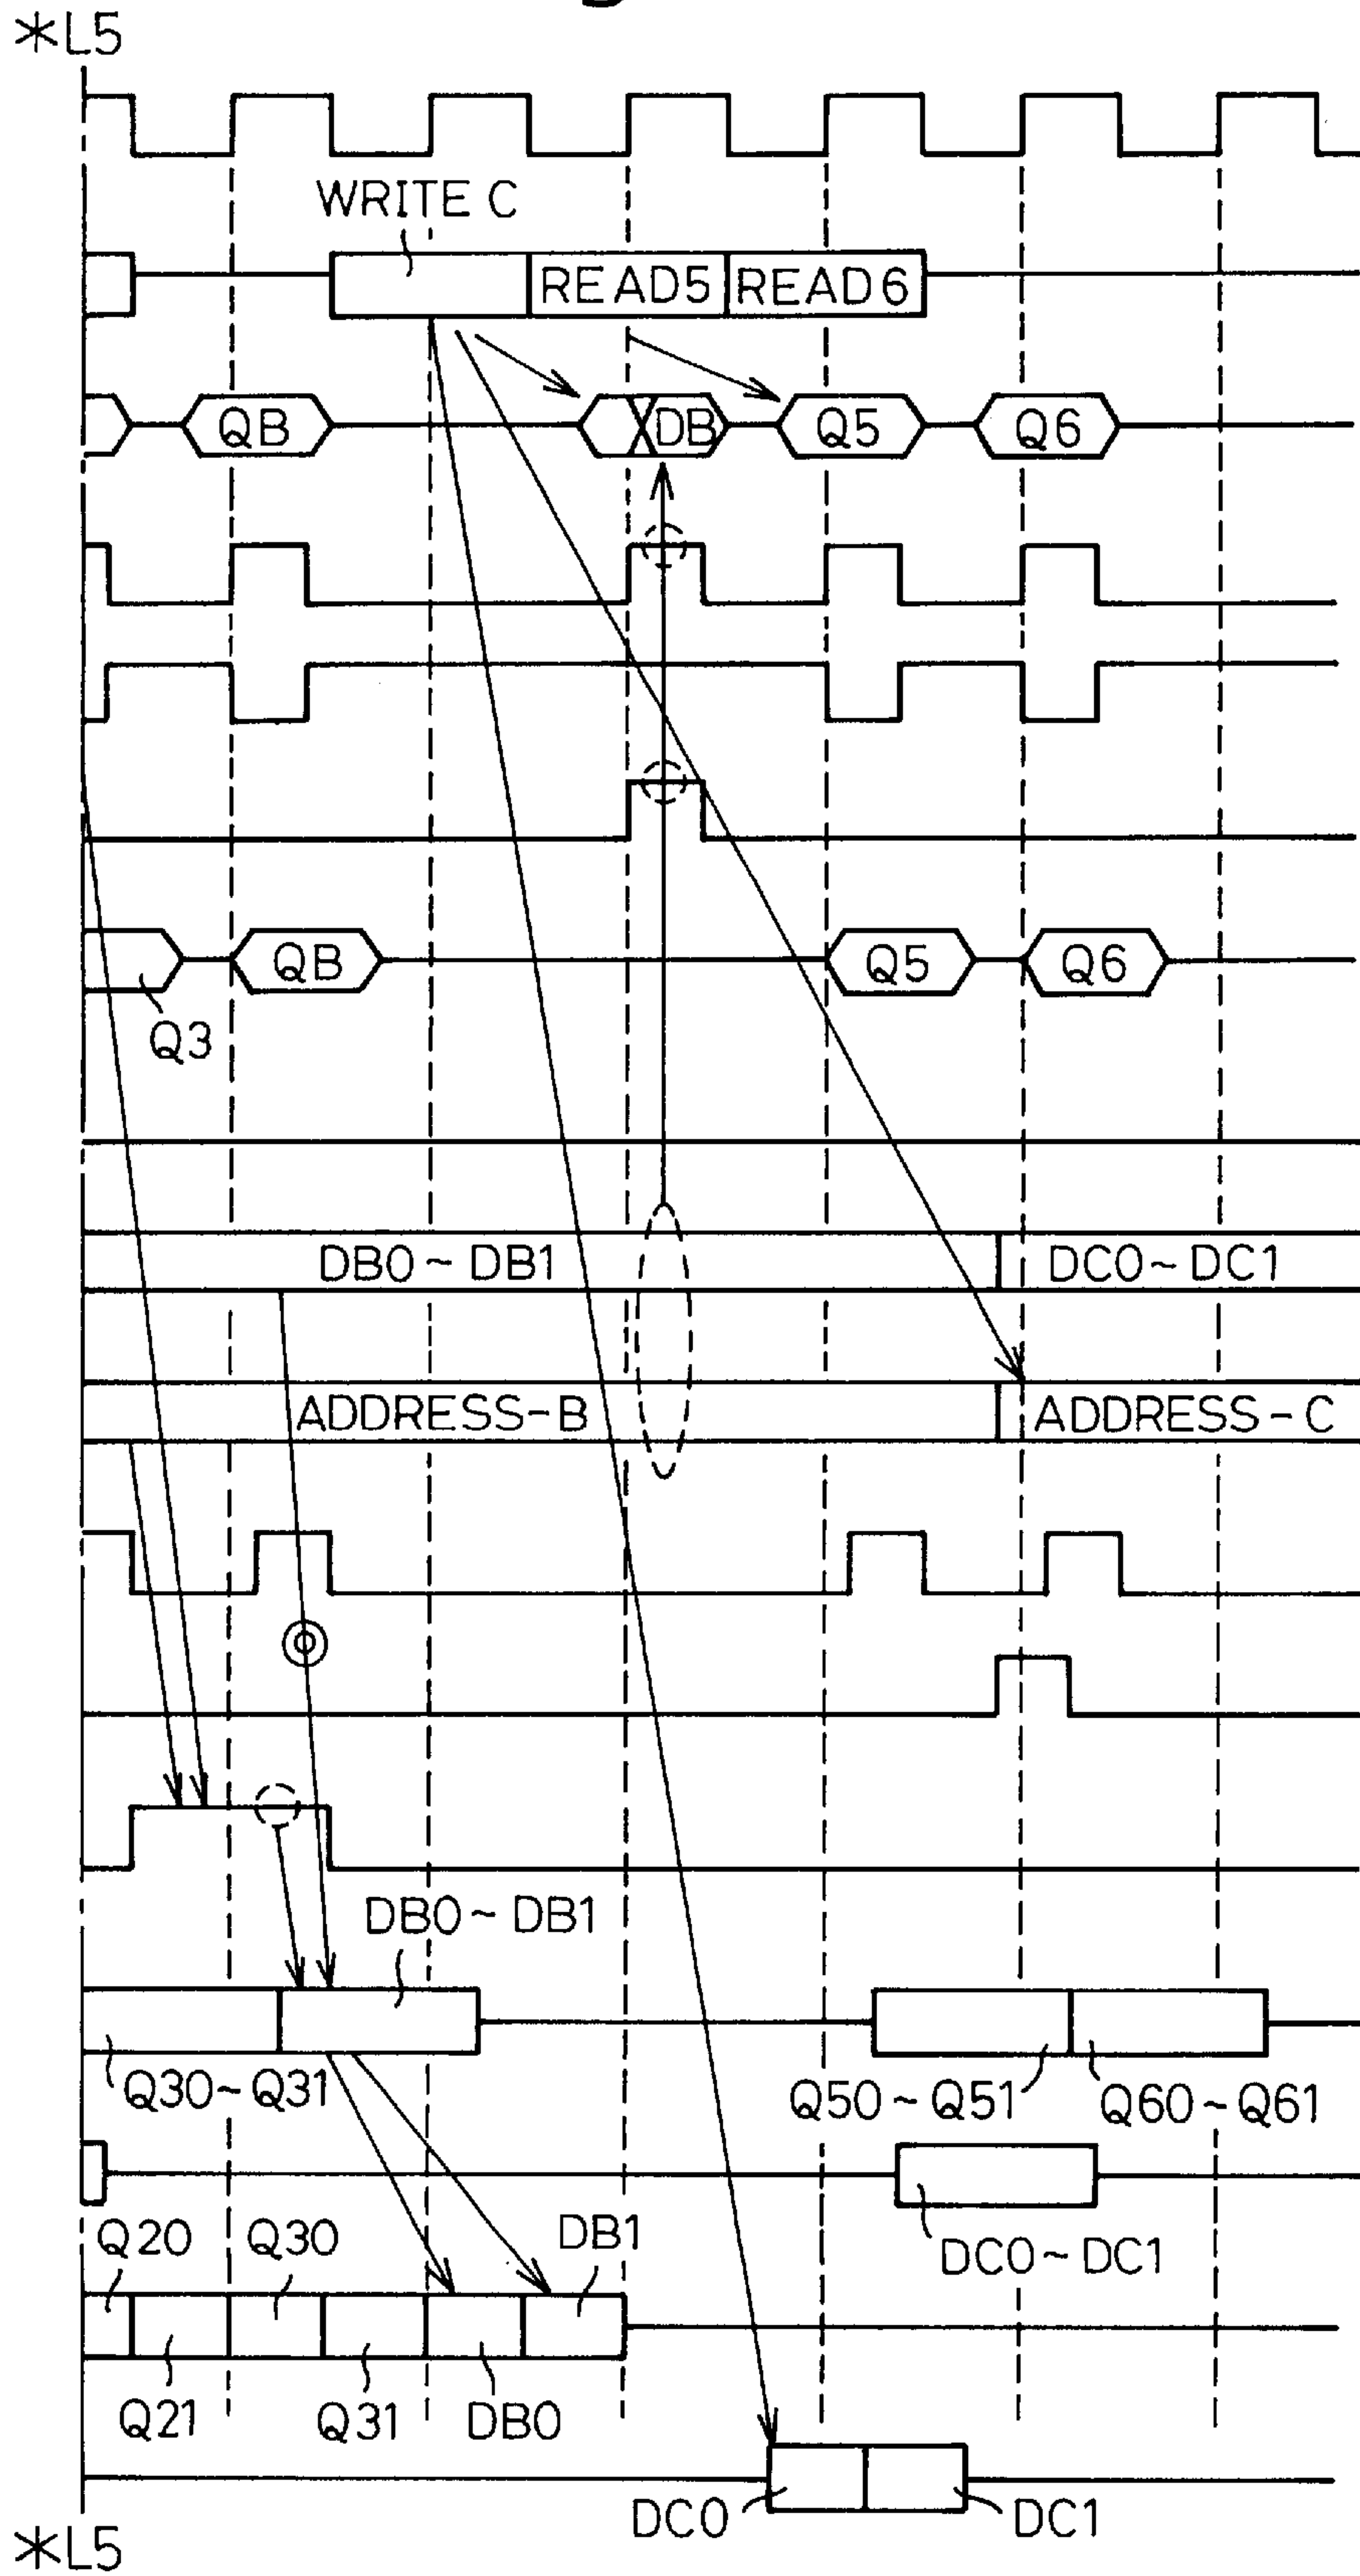 *L5
WRITE C
READ5 READ6
QB DB Q5 Q6
QB Q5 Q6
Q3
DB0~DB1 DC0~DC1
ADDRESS-B ADDRESS-C
DB0~DB1
Q30~Q31 Q50~Q51 Q60~Q61
Q20 Q30 DB1 DC0~DC1
Q21 Q31 DB0
DC0 DC1
*L5